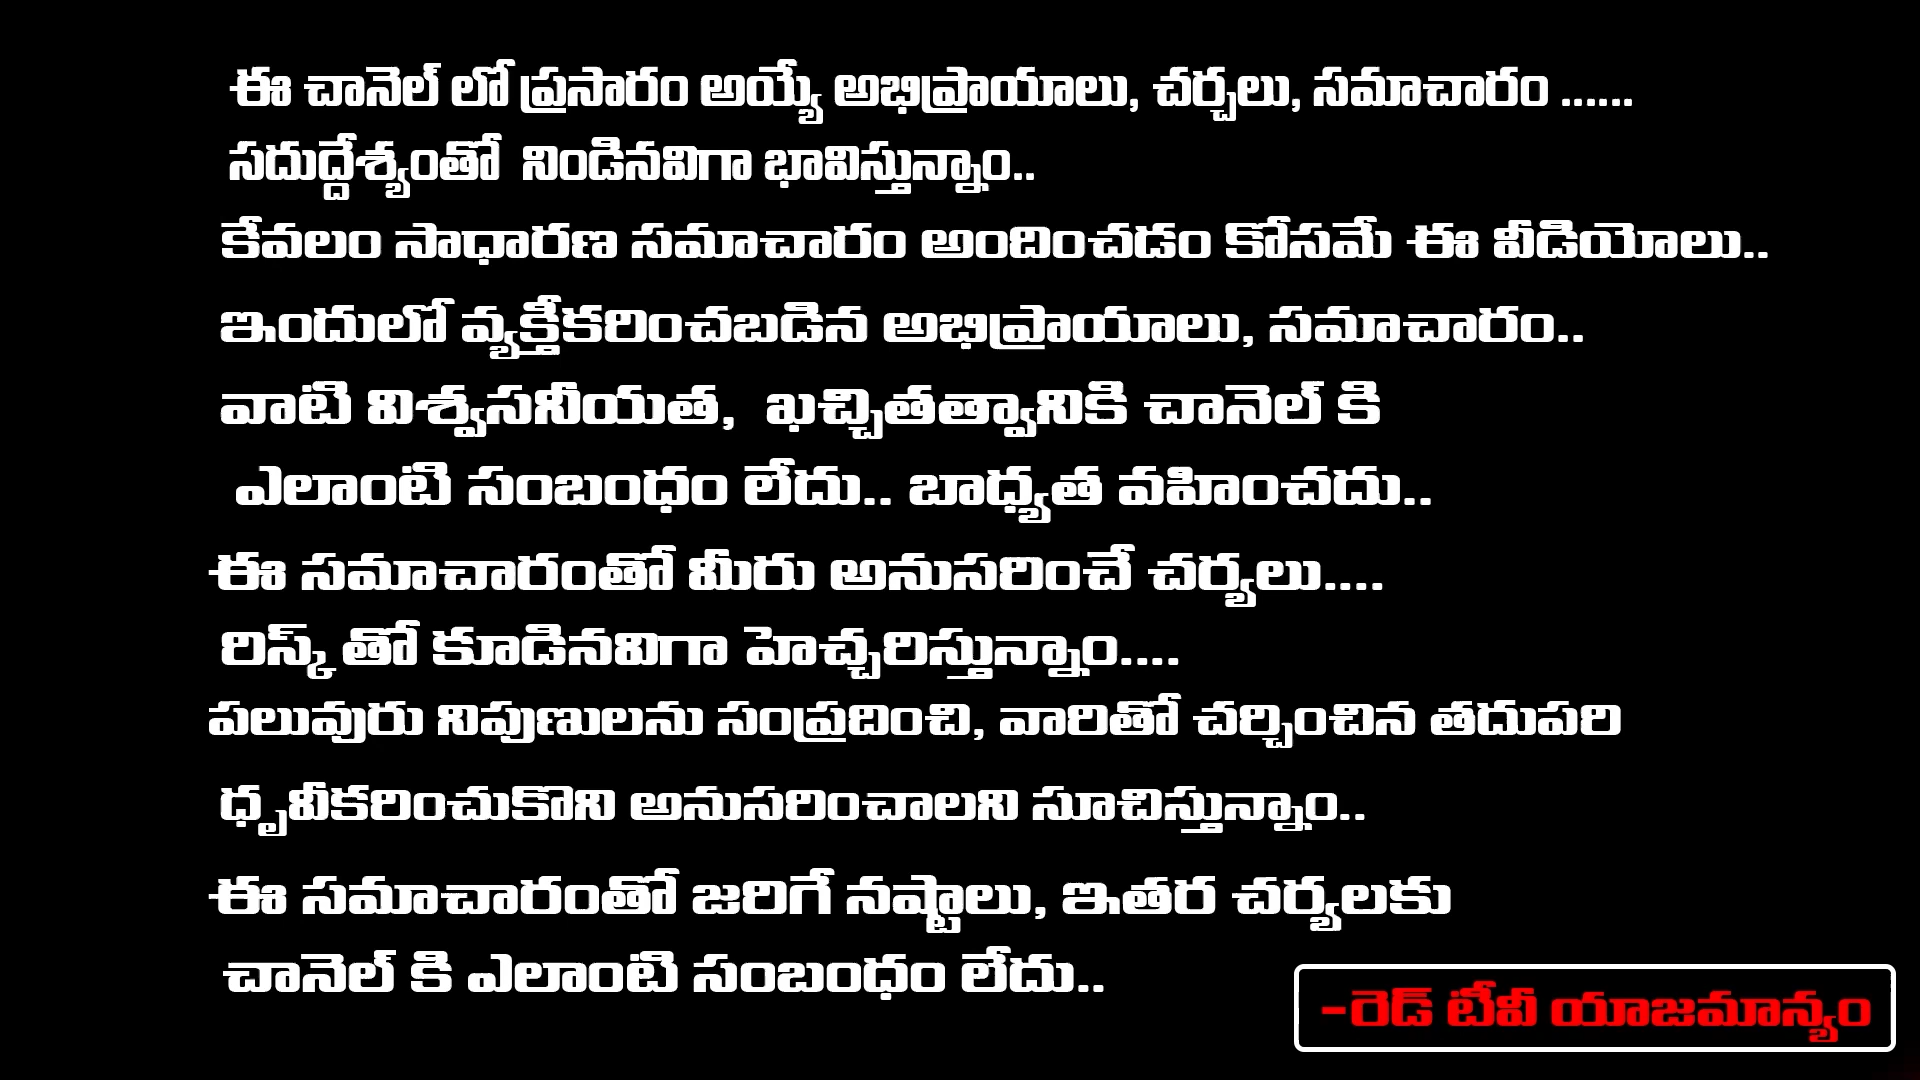 ఈ చానెల్ లో ప్రసారం అయ్యే అభిప్రాయాలు, చర్చలు, సమాచారం ......
సదుద్దేశ్యంతో నిండినవిగా భావిస్తున్నాం..
కేవలం సాధారణ సమాచారం అందించడం కోసమే ఈ వీడియోలు..
ఇందులో వ్యక్తీకరించబడిన అభిప్రాయాలు, సమాచారం..
వాటి విశ్వసనీయత, ఖచ్చితత్వానికి చానెల్ కి
ఎలాంటి సంబంధం లేదు.. బాధ్యత వహించదు..
ఈ సమాచారంతో మీరు అనుసరించే చర్యలు....
రిస్క్ తో కూడినవిగా హెచ్చరిస్తున్నాం....
పలువురు నిపుణులను సంప్రదించి, వారితో చర్చించిన తదుపరి
ధృవీకరించుకొని అనుసరించాలని సూచిస్తున్నాం..
ఈ సమాచారంతో జరిగే నష్టాలు, ఇతర చర్యలకు
చానెల్ కి ఎలాంటి సంబంధం లేదు..
-రెడ్ టీవీ యాజమాన్యం